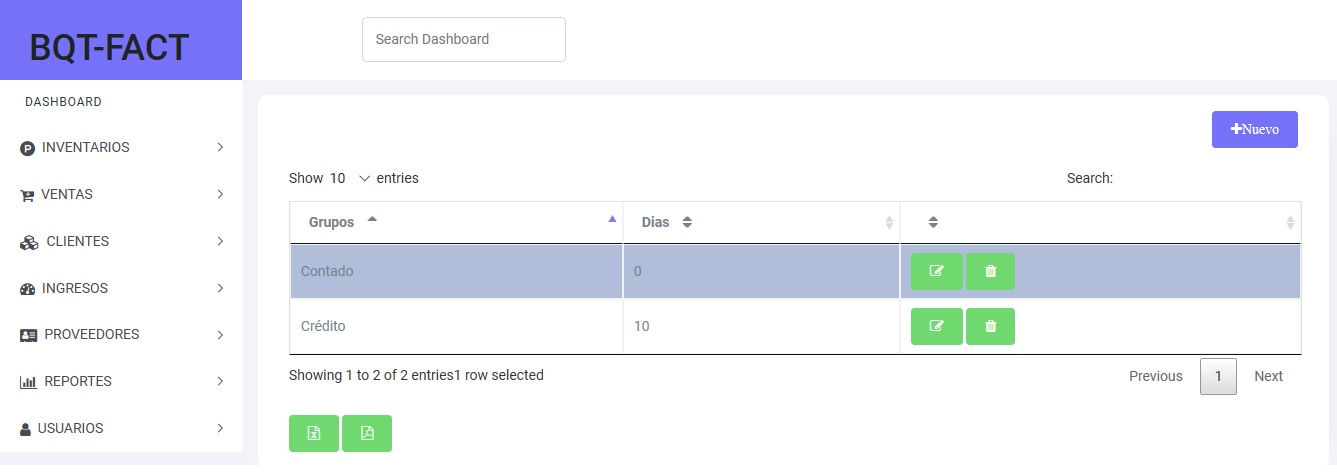 BQT-FACT
Search Dashboard
DASHBOARD
INVENTARIOS
VENTAS
CLIENTES
INGRESOS
PROVEEDORES
REPORTES
USUARIOS
Nuevo
Show 10 entries
Search:
Grupos Dias
Contado 0
Crédito 10
Showing 1 to 2 of 2 entries1 row selected
Previous 1 Next